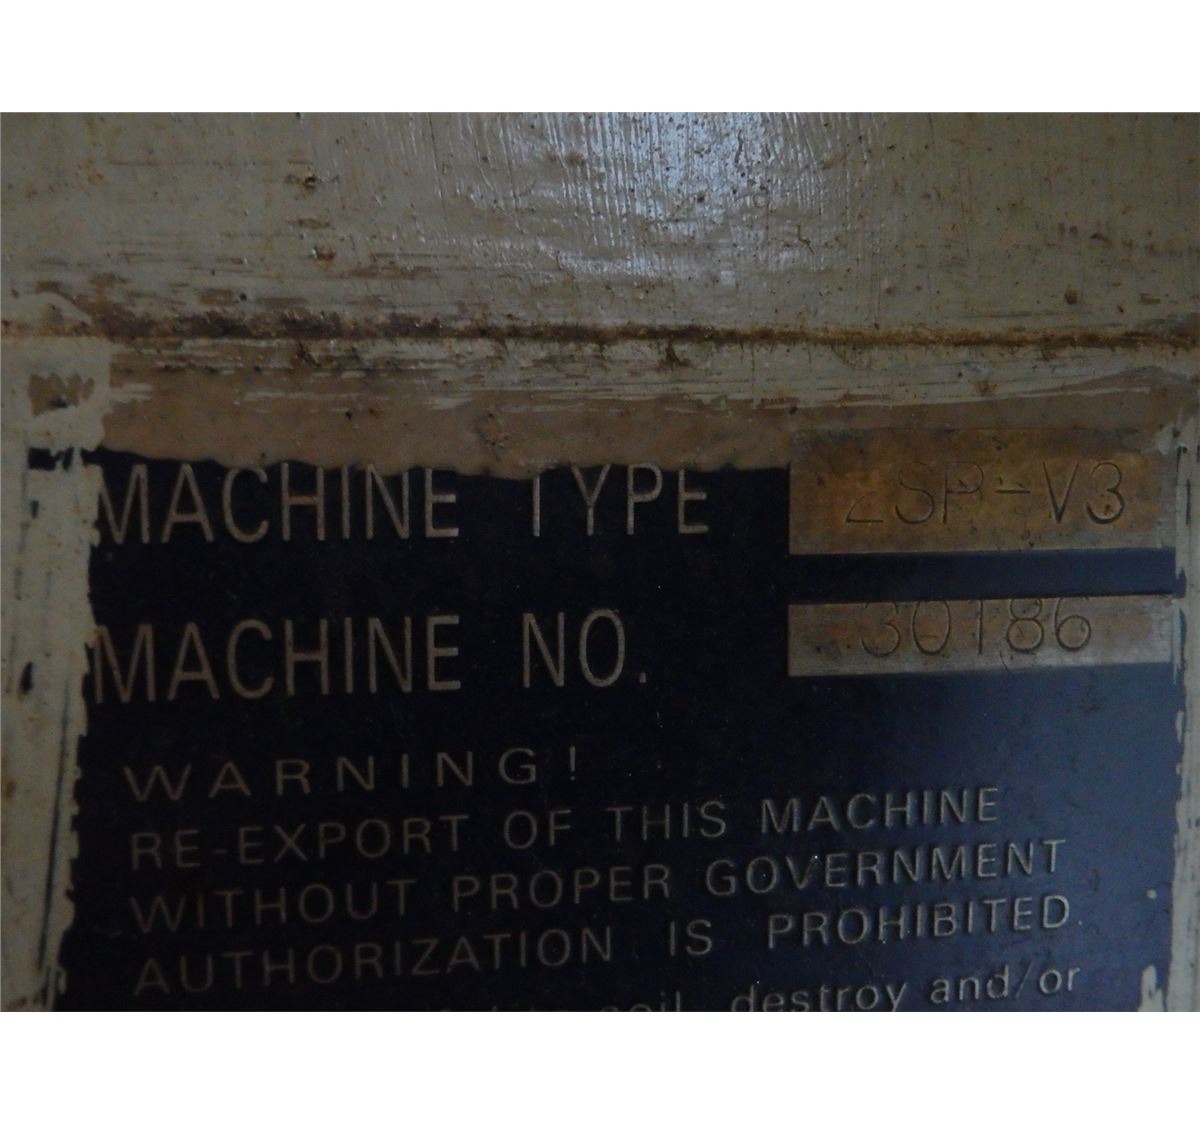 MACHINE TYPE 2SP-V3
MACHINE NO. 30186
WARNING!
RE-EXPORT OF THIS MACHINE
WITHOUT PROPER GOVERNMENT
AUTHORIZATION IS PROHIBITED.
destroy and/or